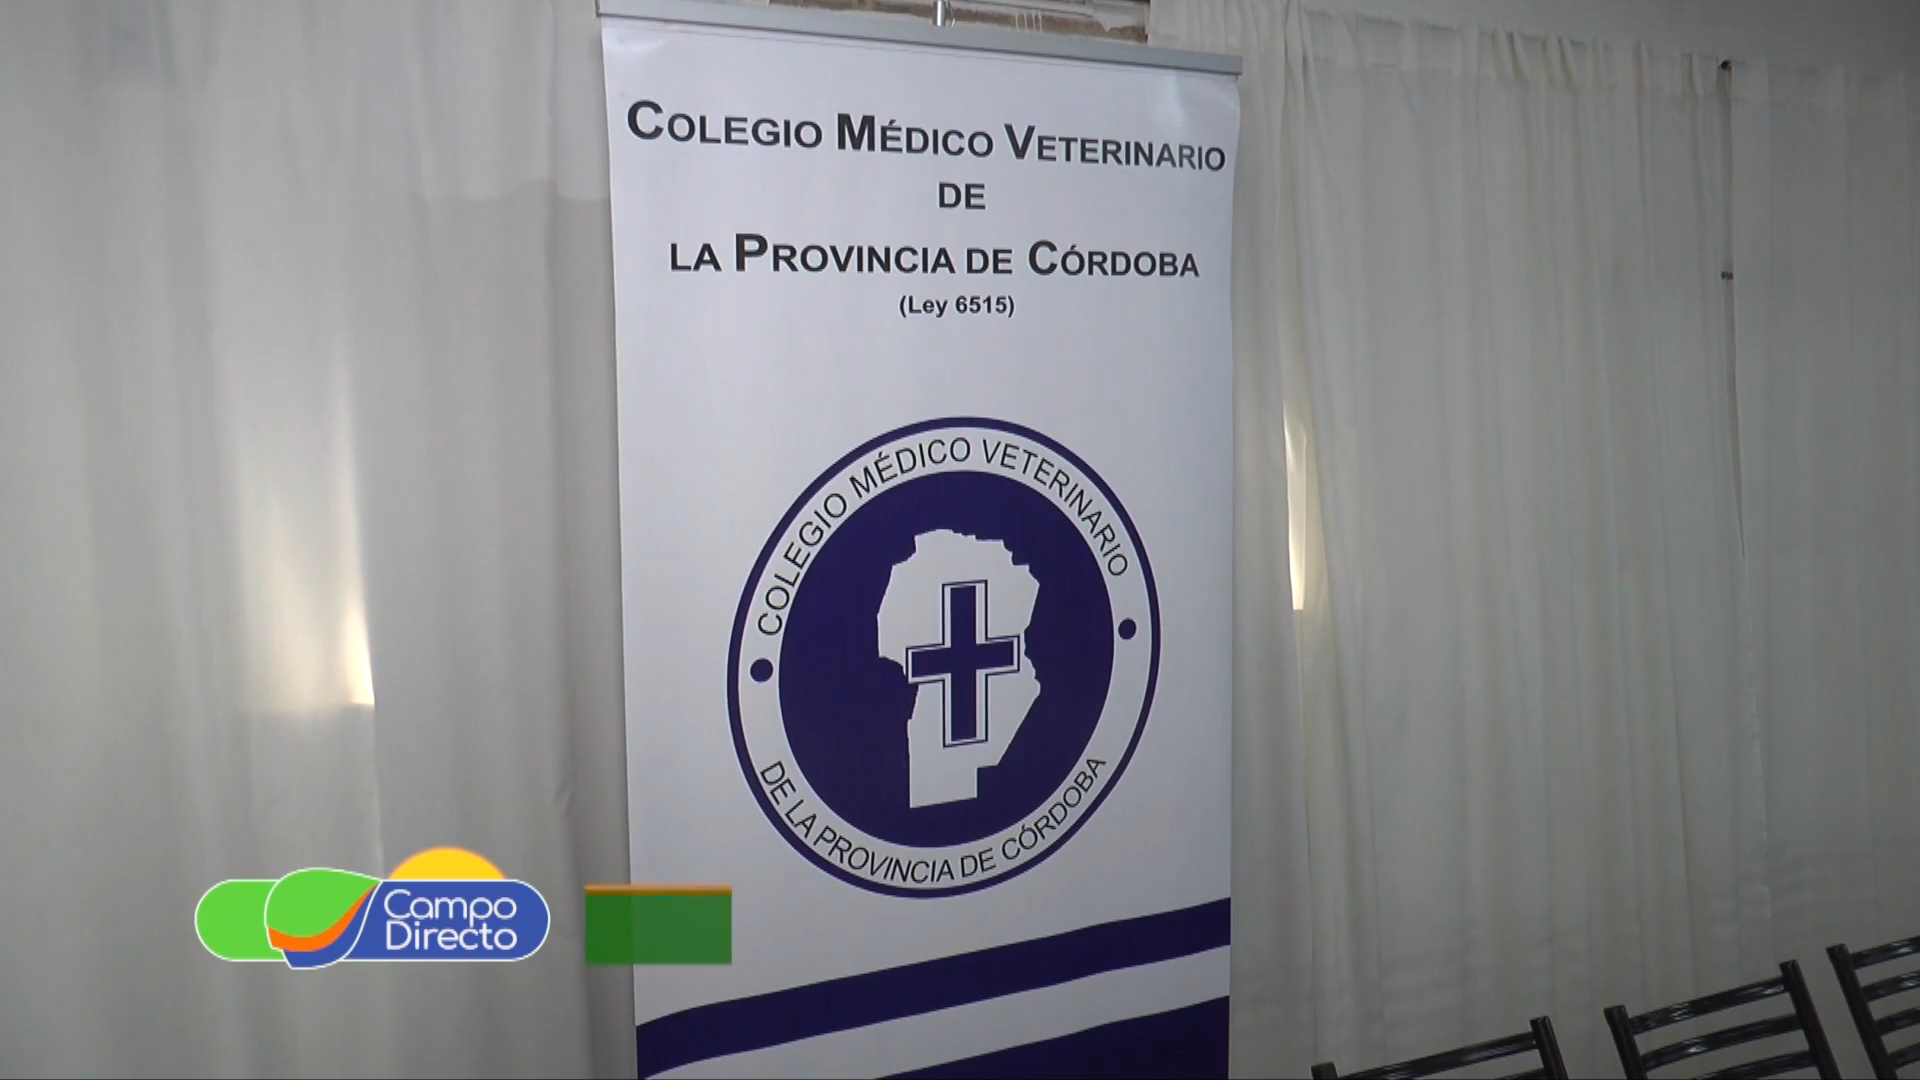 COLEGIO MÉDICO VETERINARIO
DE
LA PROVINCIA DE CÓRDOBA
(Ley 6515)
COLEGIO MÉDICO VETERINARIO
DE LA PROVINCIA DE CÓRDOBA
Campo
Directo